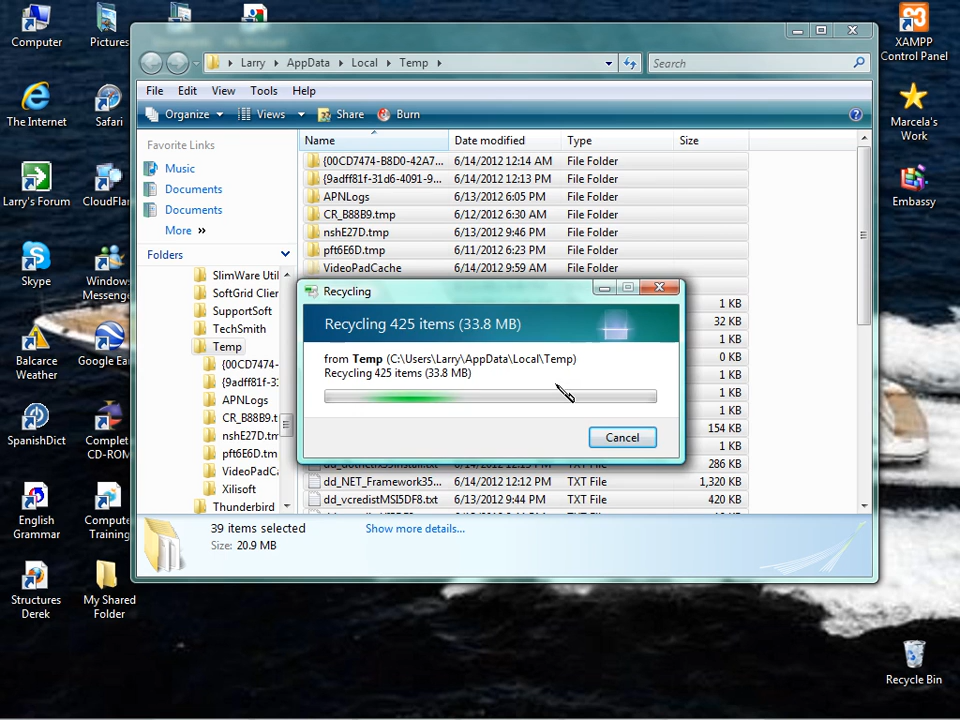 Computer
Pictures
XAMPP
Control Panel
The Internet
Safari
Marcela's
Work
Larry's Forum
CloudFlar
Embassy
Skype
Windows
Messenge
Balcarce
Weather
Google Ea
SpanishDict
Complet
CD-ROM
English
Grammar
Compute
Training
Structures
Derek
My Shared
Folder
Recycle Bin
Larry
AppData
Local
Temp
Search
File Edit View Tools Help
Organize Views Share Burn
Favorite Links
Music
Documents
Documents
More »
Folders
SlimWare Util
SoftGrid Clier
SupportSoft
TechSmith
Temp
{00CD7474-
{9adff81f-31
APNLogs
CR_B88B9.t
nshE27D.tm
pft6E6D.tm
VideoPadC
Xilisoft
Thunderbird
Name Date modified Type Size
{00CD7474-B8D0-42A7... 6/14/2012 12:14 AM File Folder
{9adff81f-31d6-4091-9... 6/14/2012 12:13 PM File Folder
APNLogs 6/13/2012 6:05 PM File Folder
CR_B88B9.tmp 6/12/2012 6:30 AM File Folder
nshE27D.tmp 6/13/2012 9:46 PM File Folder
pft6E6D.tmp 6/11/2012 6:23 PM File Folder
VideoPadCache 6/14/2012 9:59 AM File Folder
1 KB
32 KB
1 KB
0 KB
1 KB
1 KB
1 KB
154 KB
1 KB
286 KB
dd_NET_Framework35... 6/14/2012 12:12 PM TXT File 1,320 KB
dd_vcredistMSI5DF8.txt 6/13/2012 9:44 PM TXT File 420 KB
Recycling
Recycling 425 items (33.8 MB)
from Temp (C:\Users\Larry\AppData\Local\Temp)
Recycling 425 items (33.8 MB)
Cancel
39 items selected
Show more details...
Size: 20.9 MB